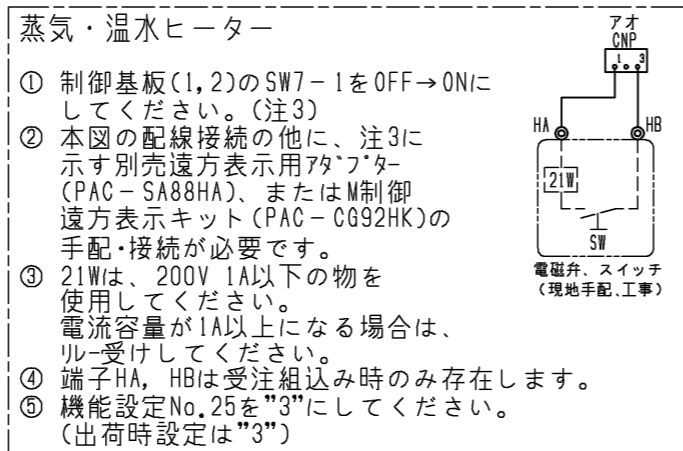 蒸気・温水ヒーター
① 制御基板(1,2)のSW7-1をOFF→ONに
してください。(注3)
② 本図の配線接続の他に、注3に
示す別売遠方表示用ｱﾀﾞﾌﾟﾀｰ
(PAC-SA88HA)、またはM制御
遠方表示キット(PAC-CG92HK)の
手配・接続が必要です。
③ 21Wは、200V 1A以下の物を
使用してください。
電流容量が1A以上になる場合は、
ﾘﾚｰ受けしてください。
④ 端子HA, HBは受注組込み時のみ存在します。
⑤ 機能設定No.25を”3”にしてください。
(出荷時設定は”3”)
アオ
CNP
1 3
HA HB
21W
SW
電磁弁、スイッチ
(現地手配、工事)